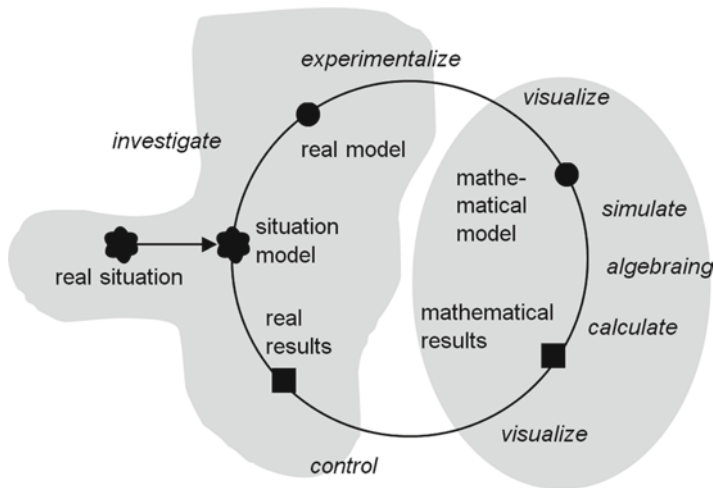 experimentalize
visualize
investigate
real model
mathe-
matical
model
simulate
situation
model
real situation
algebraing
real
results
mathematical
results
calculate
visualize
control